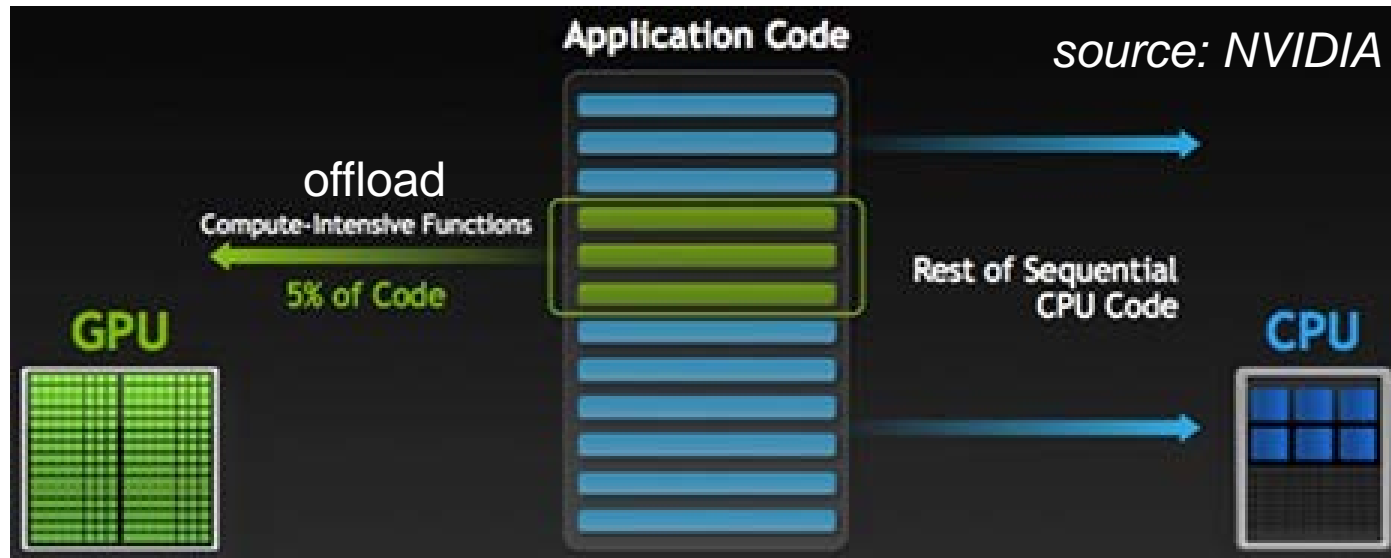 Application Code
source: NVIDIA
offload
Compute-Intensive Functions
5% of Code
GPU
Rest of Sequential
CPU Code
CPU